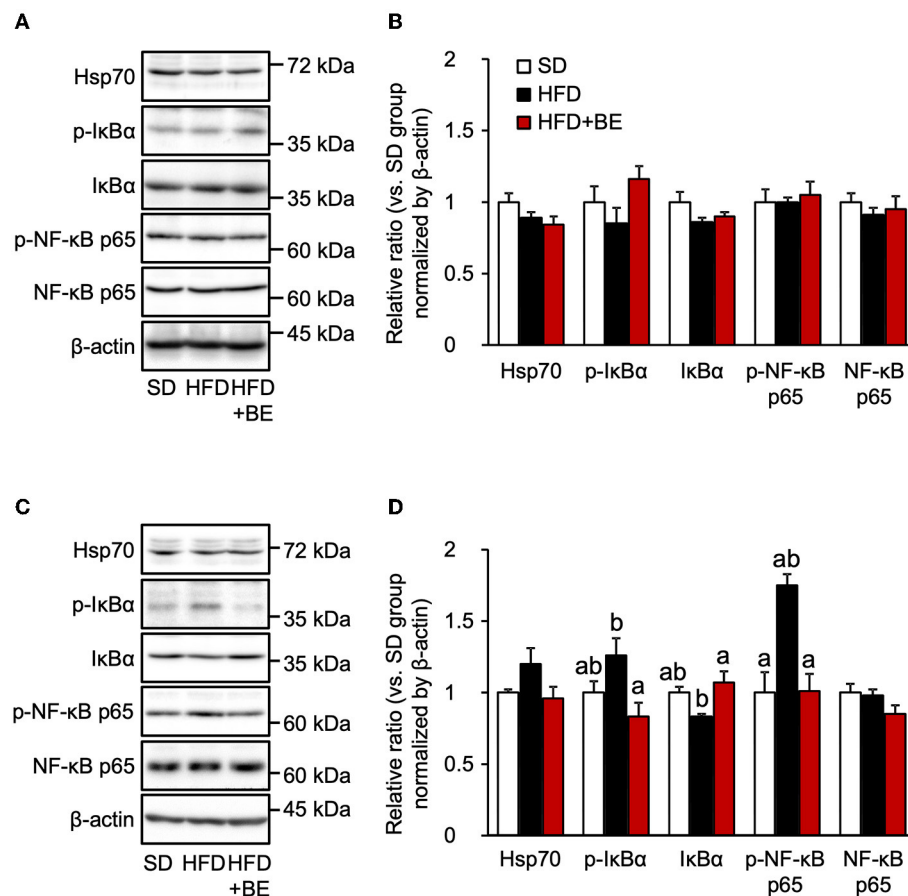 A
Hsp70
72 kDa
p-IκBα
35 kDa
IκBα
35 kDa
p-NF-κB p65
60 kDa
NF-κB p65
60 kDa
45 kDa
β-actin
SD HFD HFD
+BE
B
Relative ratio (vs. SD group
normalized by β-actin)
2
1.5
1
0.5
0
SD
HFD
HFD+BE
Hsp70 p-IκBα IκBα p-NF-κB NF-κB
p65 p65
C
Hsp70
72 kDa
p-IκBα
35 kDa
IκBα
35 kDa
p-NF-κB p65
60 kDa
NF-κB p65
60 kDa
45 kDa
β-actin
SD HFD HFD
+BE
D
Relative ratio (vs. SD group
normalized by β-actin)
2
1.5
1
0.5
0
ab b a ab b a a ab a
Hsp70 p-IκBα IκBα p-NF-κB NF-κB
p65 p65